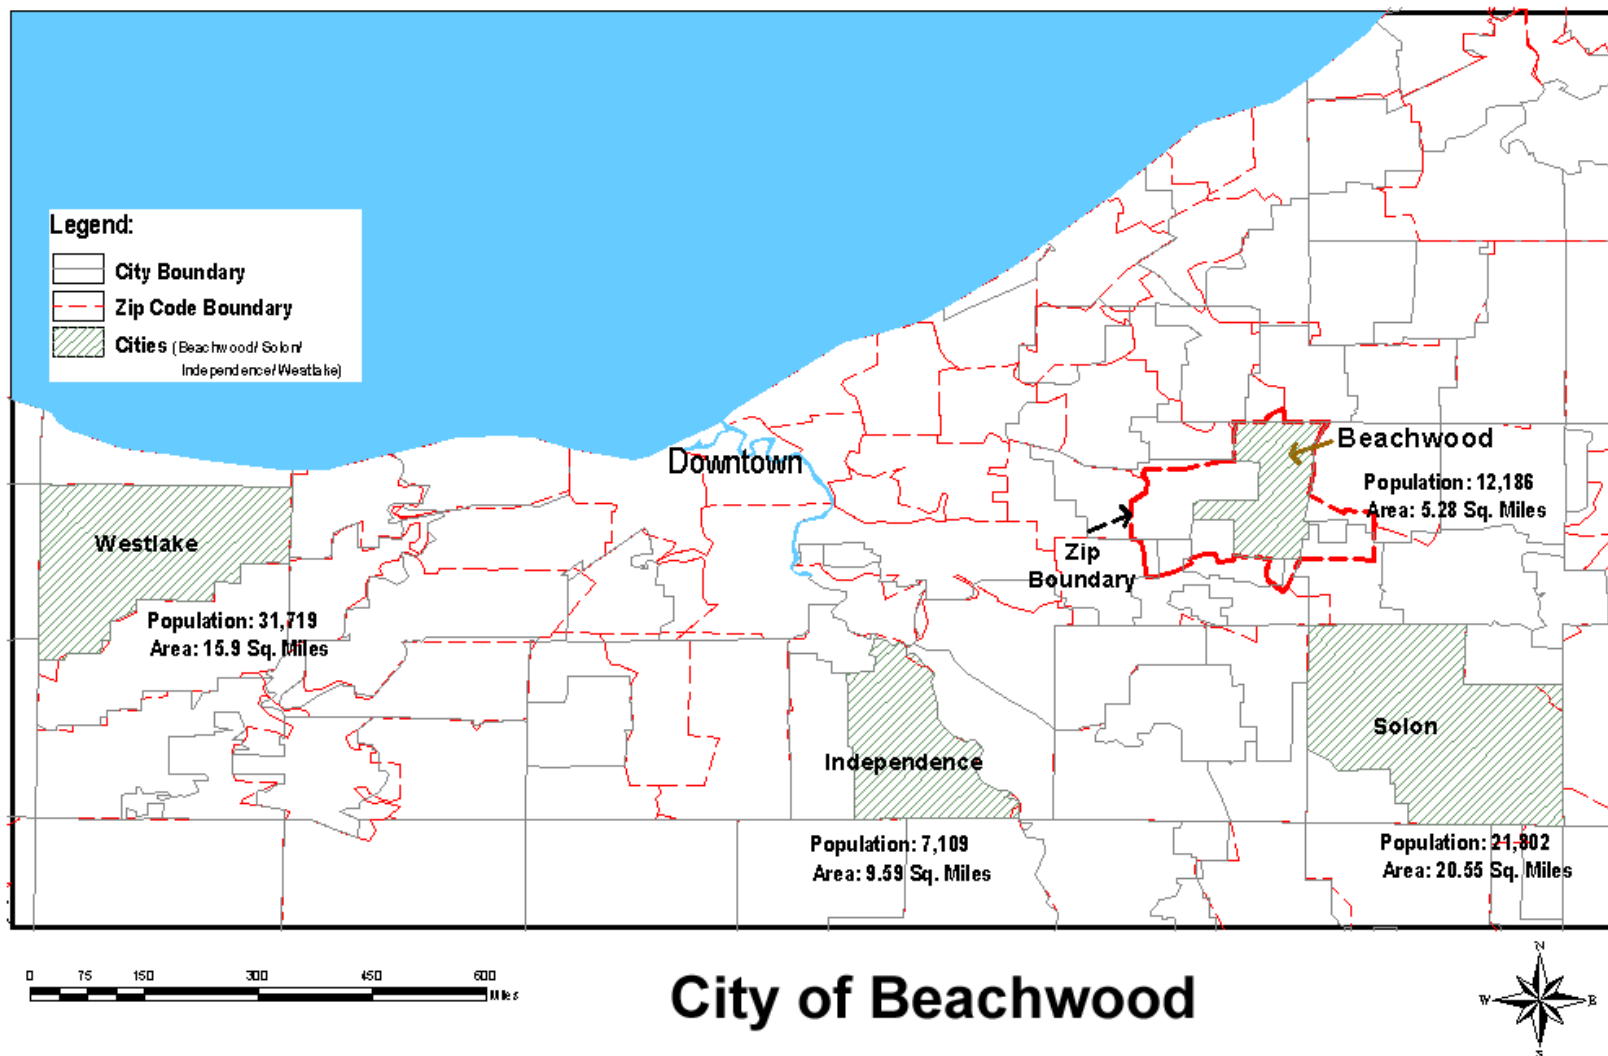 Legend:
City Boundary
Zip Code Boundary
Cities (Beachwood/ Solon/
Independence/ Westlake)
Downtown
Beachwood
Population: 12,186
Area: 5.28 Sq. Miles
Westlake
Zip
Boundary
Population: 31,719
Area: 15.9 Sq. Miles
Solon
Independence
Population: 7,109
Area: 9.59 Sq. Miles
Population: 21,802
Area: 20.55 Sq. Miles
0 75 150 300 450 600
Miles
City of Beachwood
N
W E
S